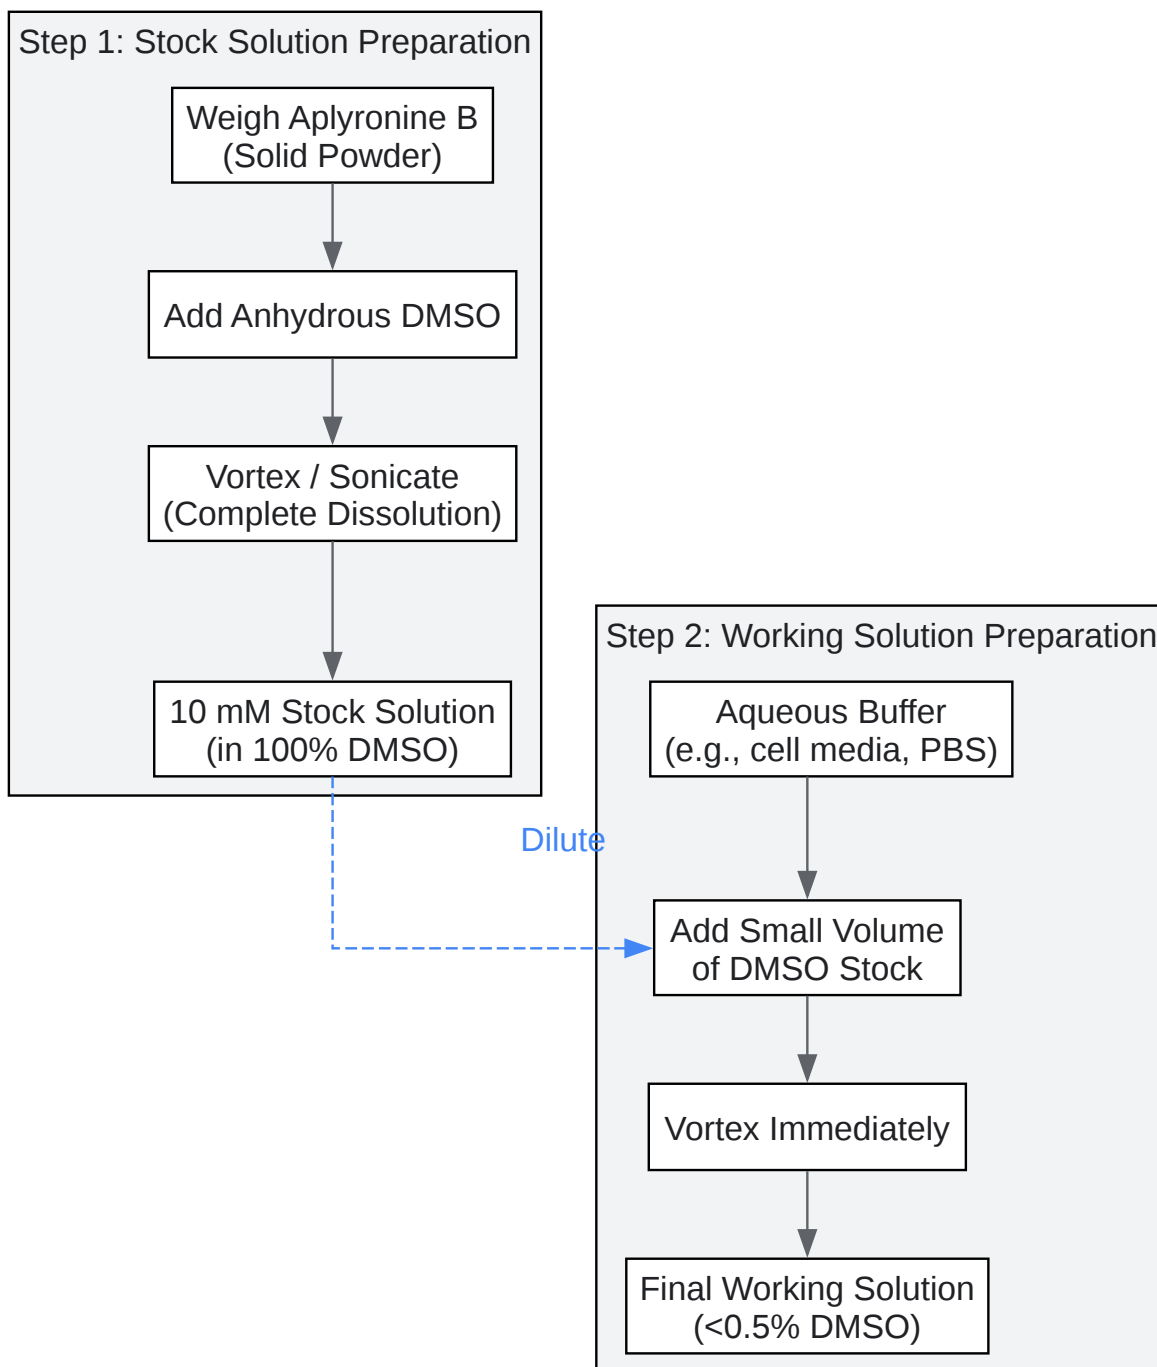 Step 1: Stock Solution Preparation
Weigh Aplyronine B
(Solid Powder)
Add Anhydrous DMSO
Vortex / Sonicate
(Complete Dissolution)
10 mM Stock Solution
(in 100% DMSO)
Dilute
Step 2: Working Solution Preparation
Aqueous Buffer
(e.g., cell media, PBS)
Add Small Volume
of DMSO Stock
Vortex Immediately
Final Working Solution
(<0.5% DMSO)